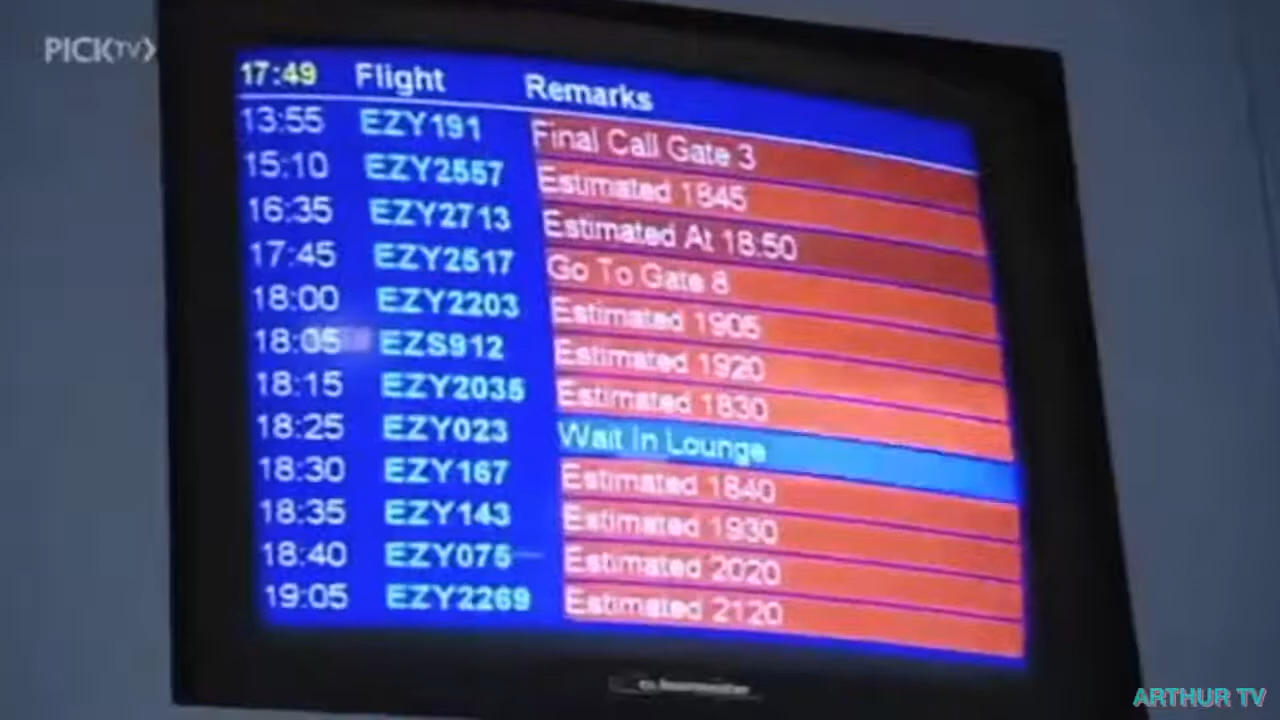 PICK TV
17:49 Flight Remarks
13:55 EZY191 Final Call Gate 3
15:10 EZY2557 Estimated 1845
16:35 EZY2713 Estimated At 18:50
17:45 EZY2517 Go To Gate 8
18:00 EZY2203 Estimated 1905
18:05 EZS912 Estimated 1920
18:15 EZY2035 Estimated 1830
18:25 EZY023 Wait In Lounge
18:30 EZY167 Estimated 1840
18:35 EZY143 Estimated 1930
18:40 EZY075 Estimated 2020
19:05 EZY2269 Estimated 2120
ARTHUR TV